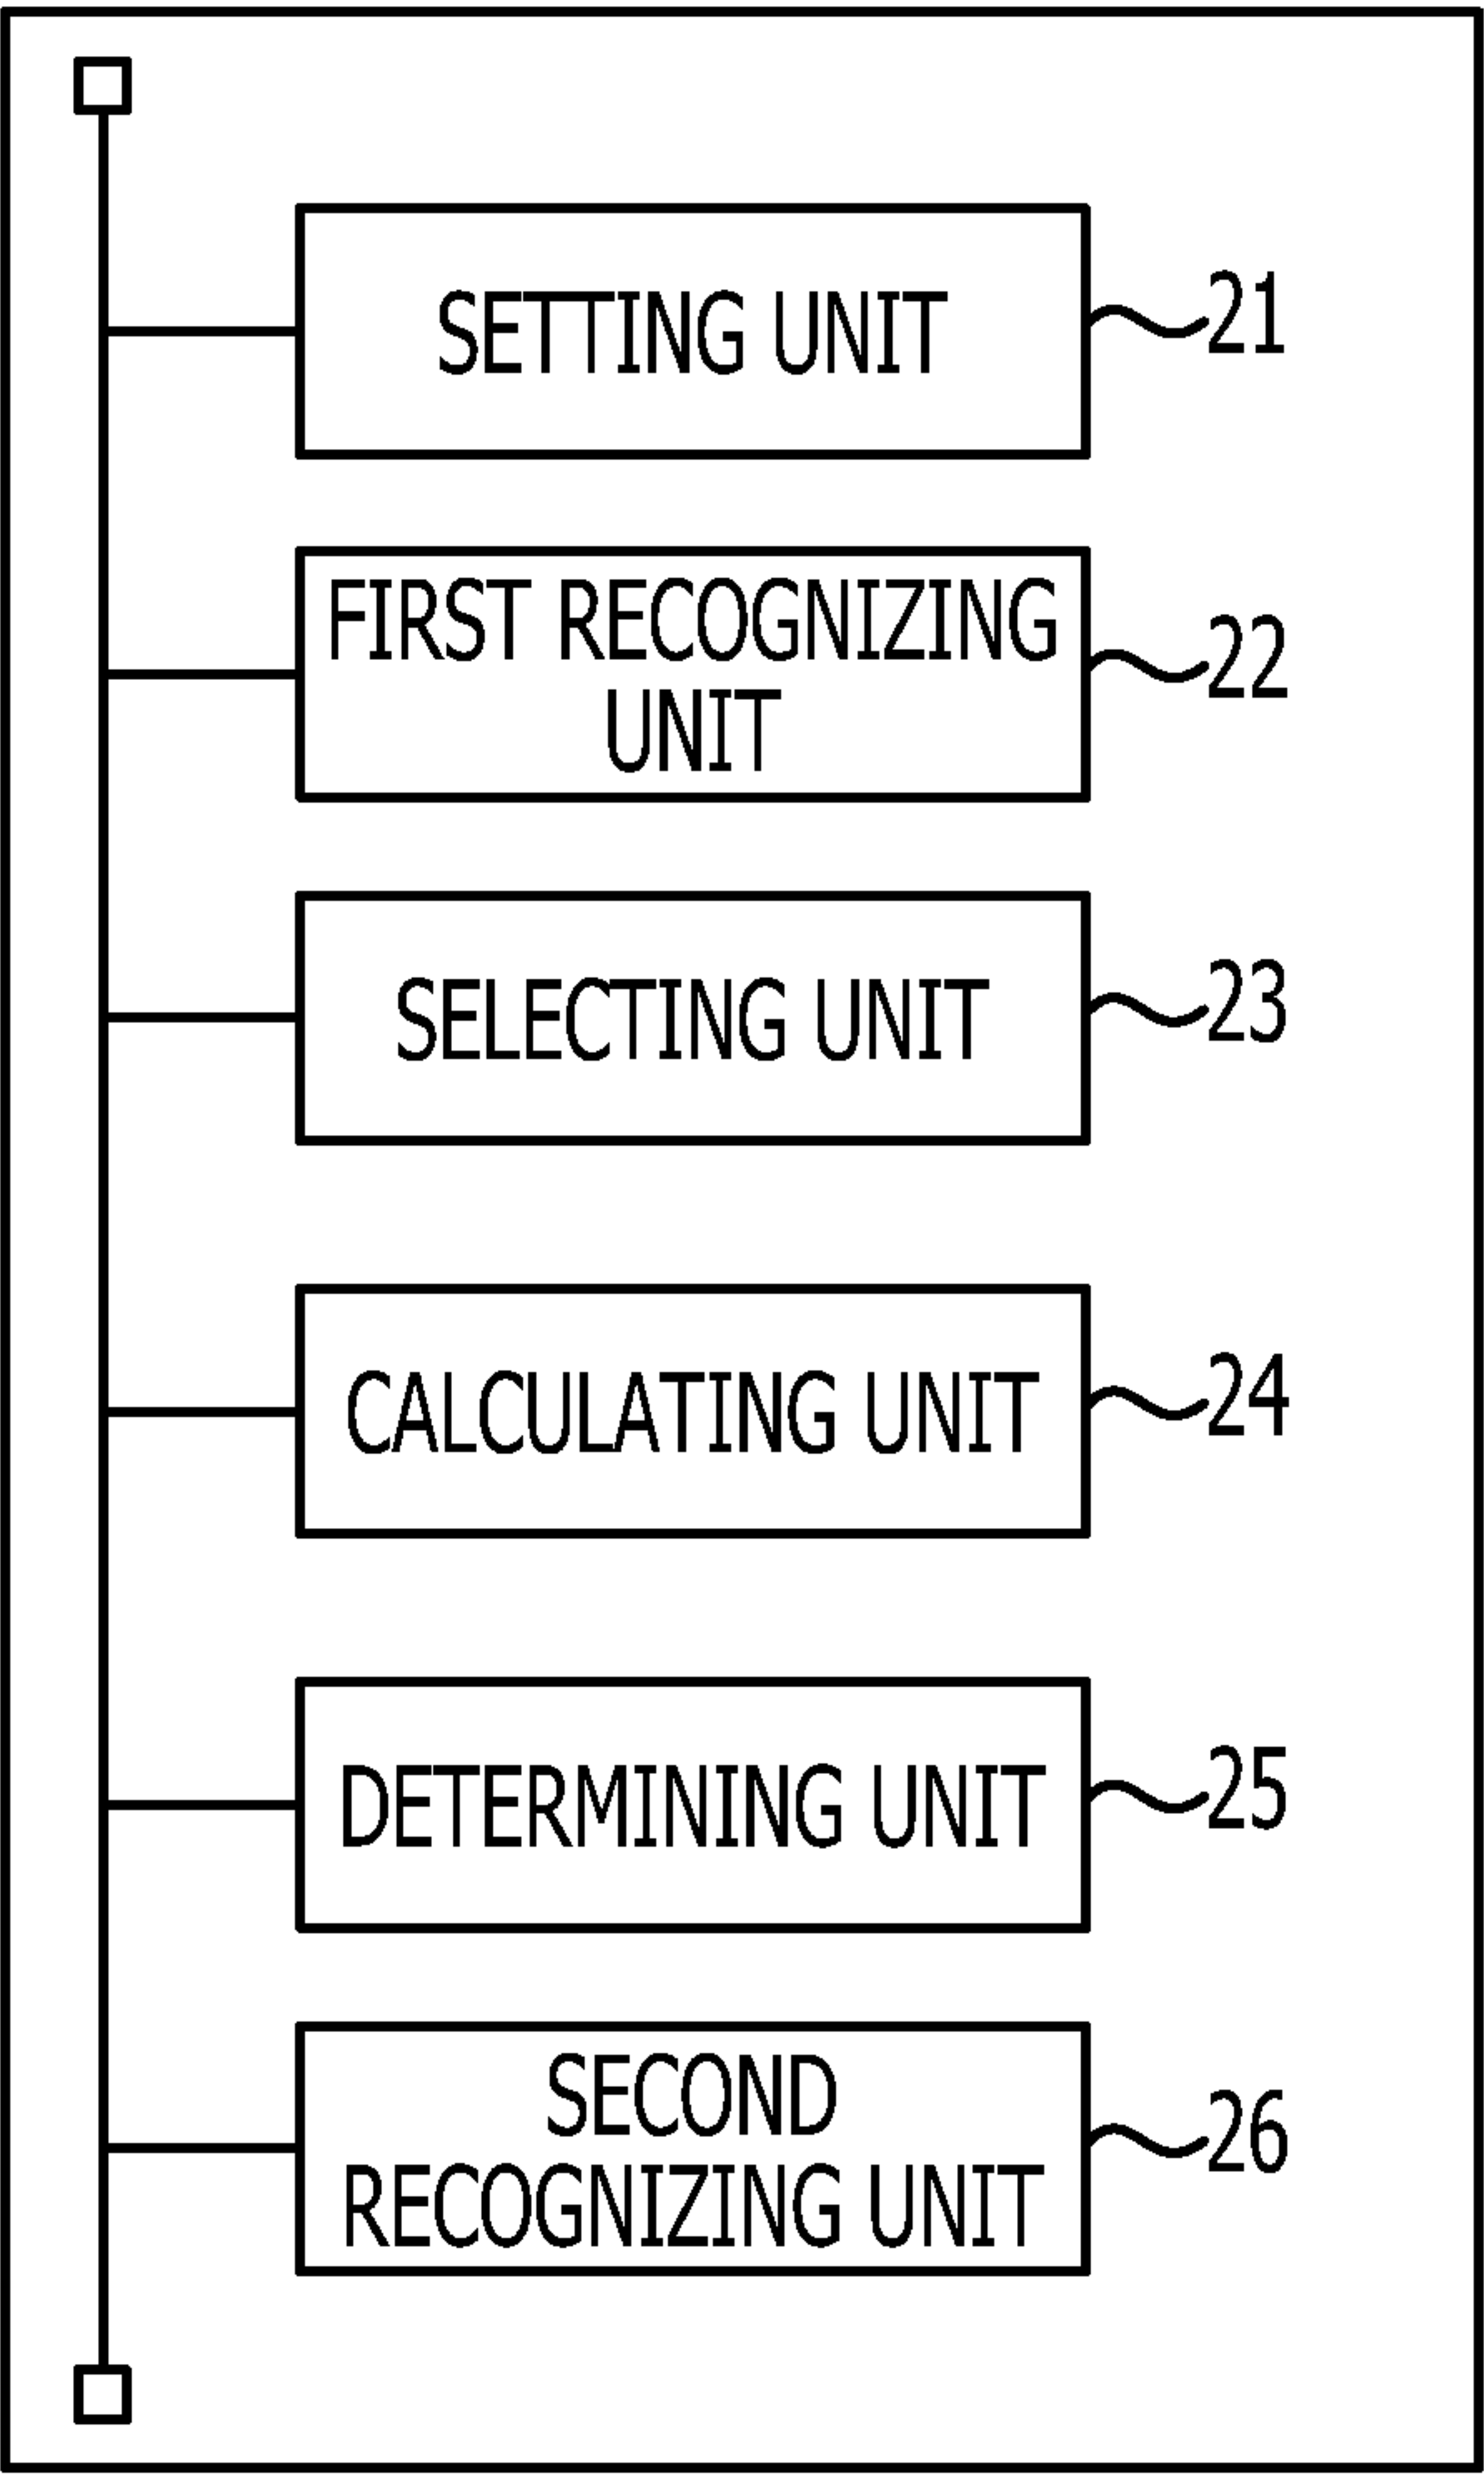 SETTING UNIT
21
FIRST RECOGNIZING
UNIT
22
SELECTING UNIT
23
CALCULATING UNIT
24
DETERMINING UNIT
25
SECOND
RECOGNIZING UNIT
26